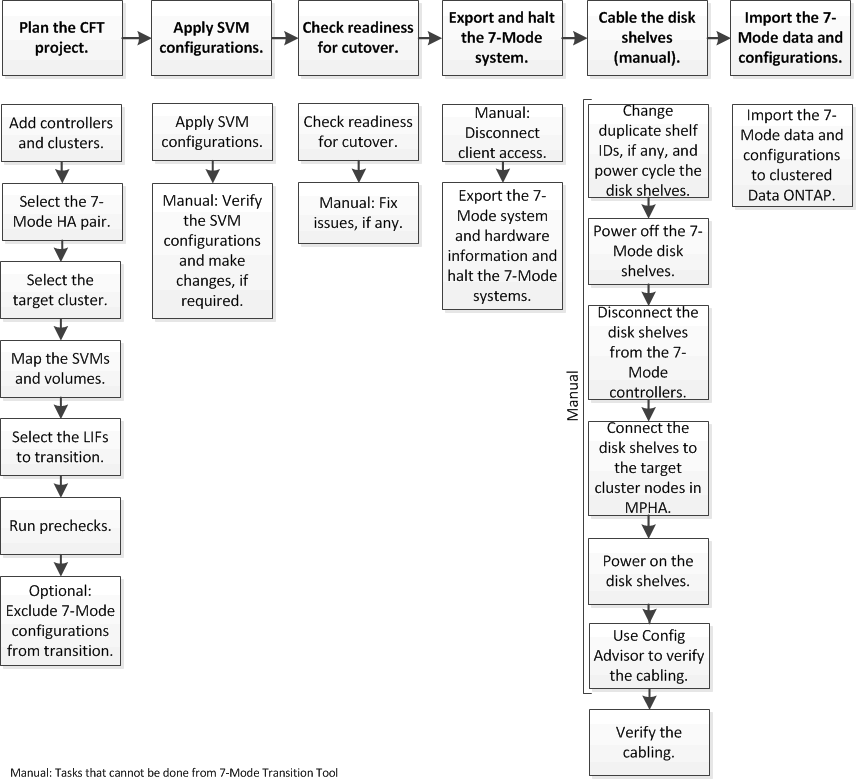 Plan the CFT
project.
Apply SVM
configurations.
Check readiness
for cutover.
Export and halt
the 7-Mode
system.
Cable the disk
shelves
(manual).
Import the 7-
Mode data and
configurations.
Add controllers
and clusters.
Select the 7-
Mode HA pair.
Select the
target cluster.
Map the SVMs
and volumes.
Select the LIFs
to transition.
Run prechecks.
Optional:
Exclude 7-Mode
configurations
from transition.
Apply SVM
configurations.
Manual: Verify
the SVM
configurations
and make
changes, if
required.
Check readiness
for cutover.
Manual: Fix
issues, if any.
Manual:
Disconnect
client access.
Export the 7-
Mode system
and hardware
information and
halt the 7-Mode
systems.
Manual
Change
duplicate shelf
IDs, if any, and
power cycle the
disk shelves.
Power off the 7-
Mode disk
shelves.
Disconnect the
disk shelves
from the 7-
Mode
controllers.
Connect the
disk shelves to
the target
cluster nodes in
MPHA.
Power on the
disk shelves.
Use Config
Advisor to verify
the cabling.
Verify the
cabling.
Import the 7-
Mode data and
configurations
to clustered
Data ONTAP.
Manual: Tasks that cannot be done from 7-Mode Transition Tool